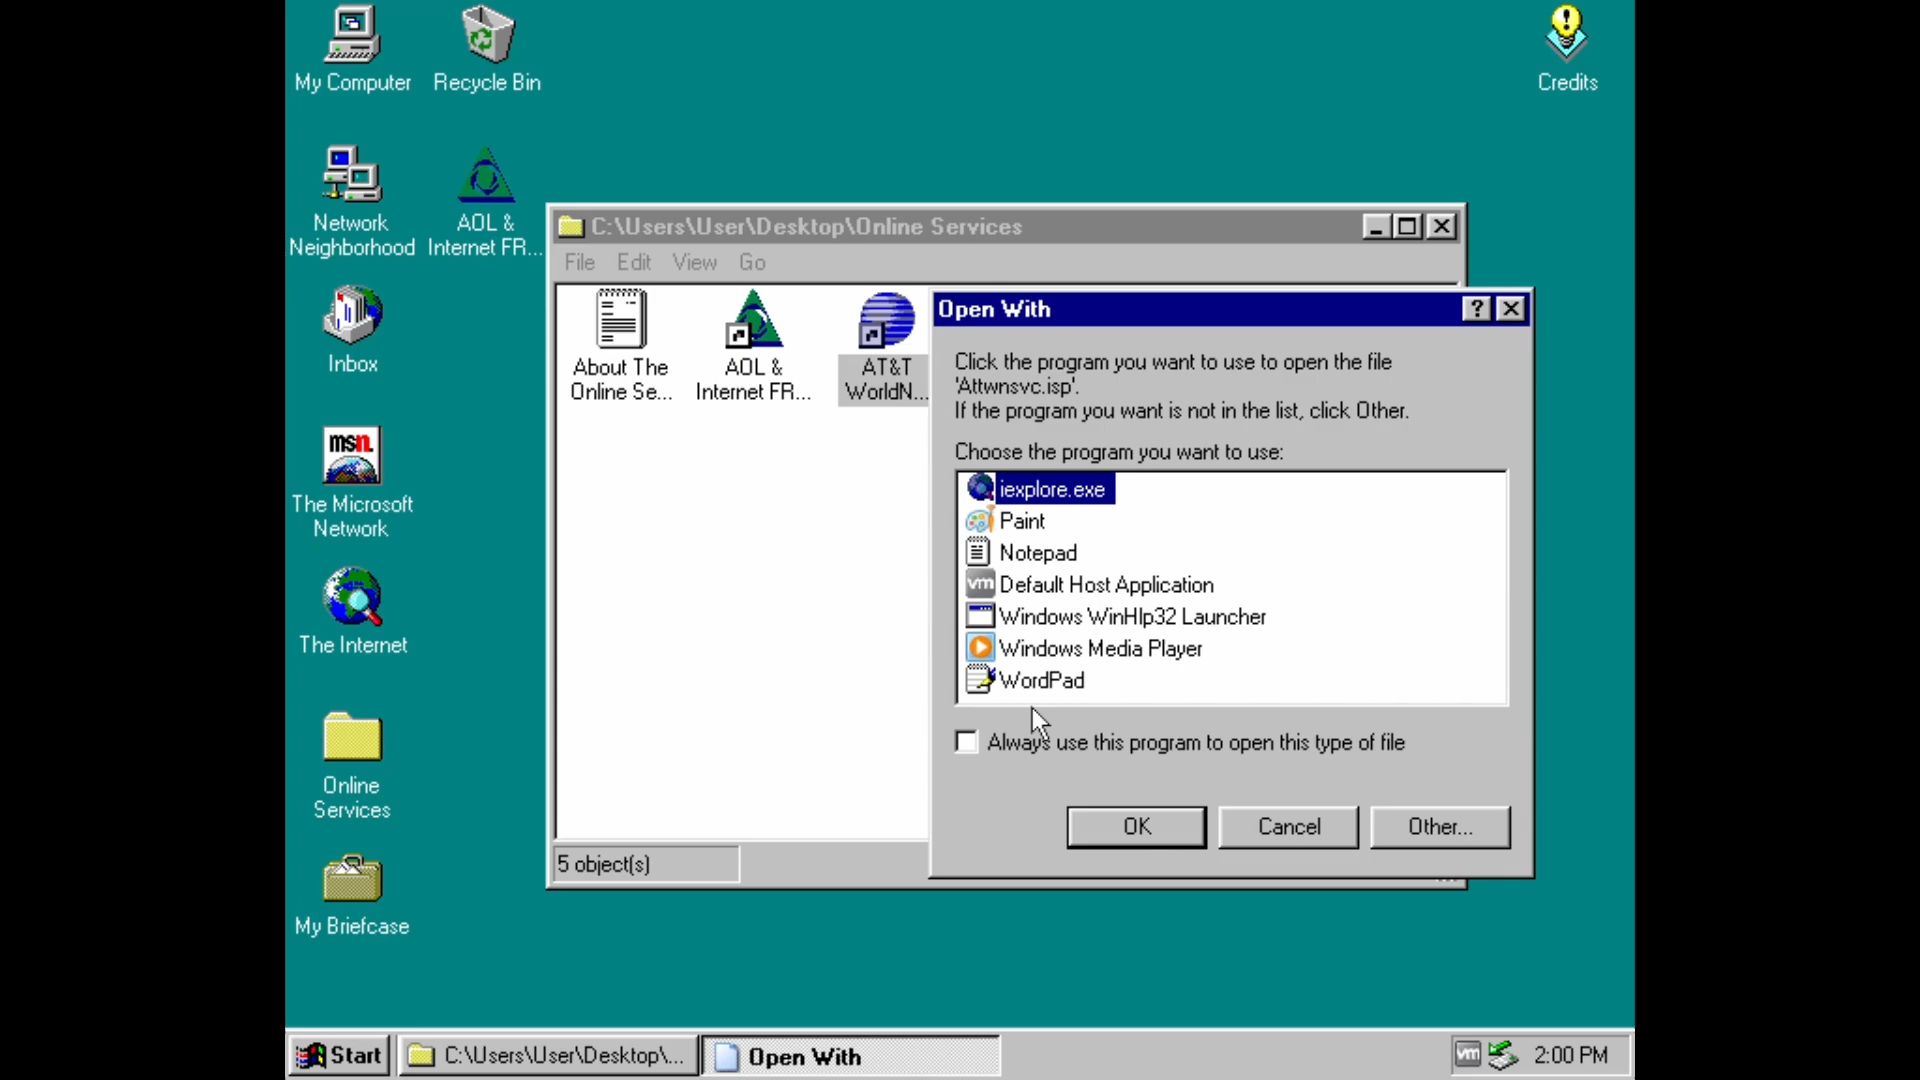 My Computer
Recycle Bin
Credits
Network
Neighborhood
AOL &
Internet FR...
Inbox
msn.
The Microsoft
Network
The Internet
Online
Services
My Briefcase
C:\Users\User\Desktop\Online Services
File Edit View Go
About The
Online Se...
AOL &
Internet FR...
AT&T
WorldN...
5 object(s)
Open With
Click the program you want to use to open the file
'Attwnsvc.isp'.
If the program you want is not in the list, click Other.
Choose the program you want to use:
iexplore.exe
Paint
Notepad
vm Default Host Application
Windows WinHlp32 Launcher
Windows Media Player
WordPad
Always use this program to open this type of file
OK Cancel Other...
Start C:\Users\User\Desktop\... Open With vm 2:00 PM